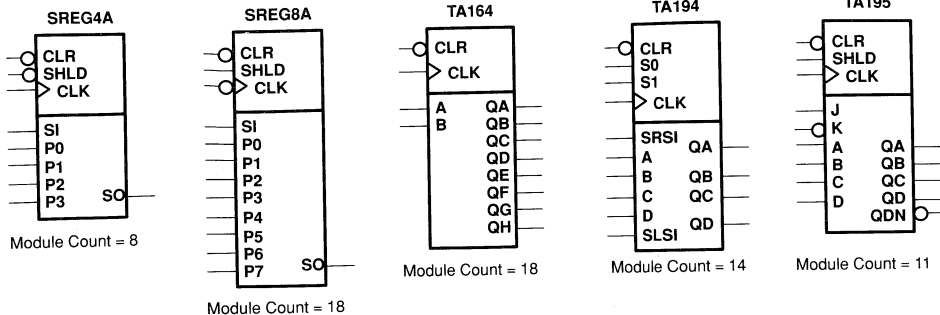 SREG4A
CLR
SHLD
CLK
SI
P0
P1
P2
P3
SO
Module Count = 8
SREG8A
CLR
SHLD
CLK
SI
P0
P1
P2
P3
P4
P5
P6
P7
SO
Module Count = 18
TA164
CLR
CLK
A QA
B QB
QC
QD
QE
QF
QG
QH
Module Count = 18
TA194
CLR
S0
S1
CLK
SRSI
QA
A
B QB
C QC
D
QD
SLSI
Module Count = 14
TA195
CLR
SHLD
CLK
J
K
A QA
B QB
C QC
D QD
QDN
Module Count = 11